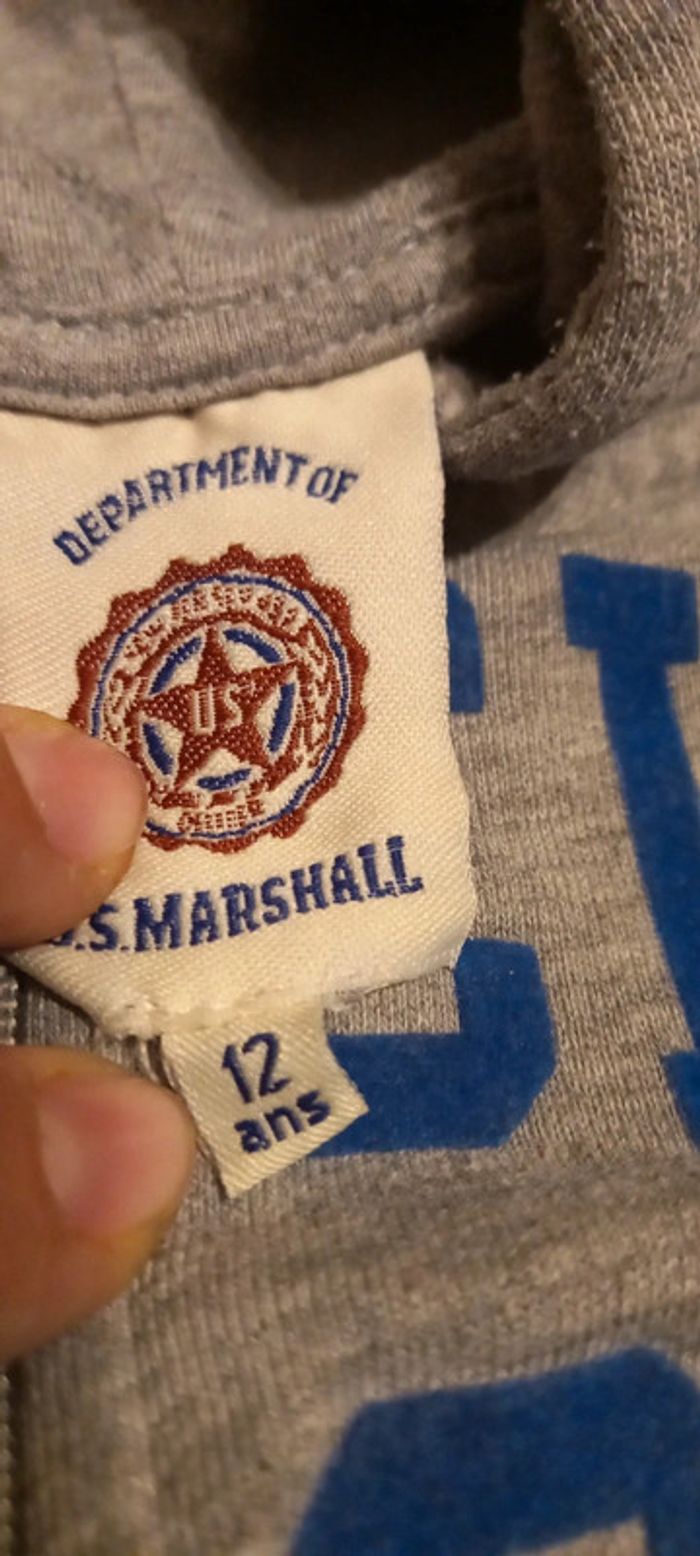 DEPARTMENT OF
US
.S.MARSHALL
12
ans